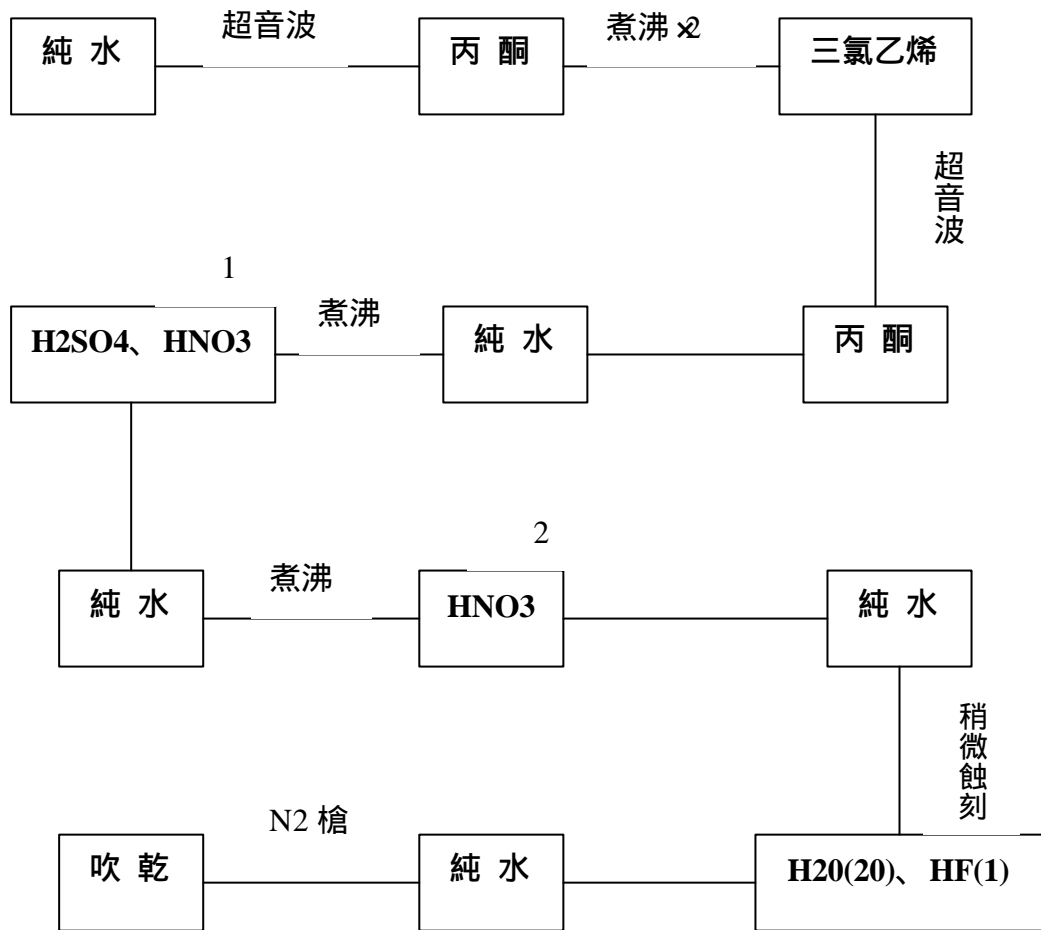 純 水
超音波
丙 酮
煮沸 ×2
三氯乙烯
超音波
1
H2SO4、 HNO3
煮沸
純 水
丙 酮
純 水
煮沸
2
HNO3
純 水
稍微蝕刻
吹 乾
N2 槍
純 水
H20(20)、 HF(1)